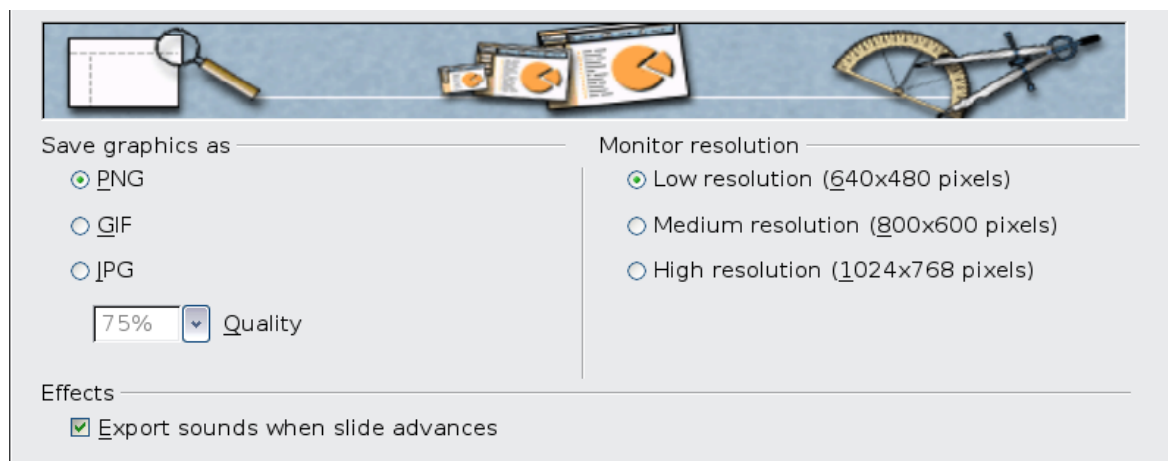 Save graphics as
PNG
GIF
JPG
75% Quality
Monitor resolution
Low resolution (640x480 pixels)
Medium resolution (800x600 pixels)
High resolution (1024x768 pixels)
Effects
Export sounds when slide advances